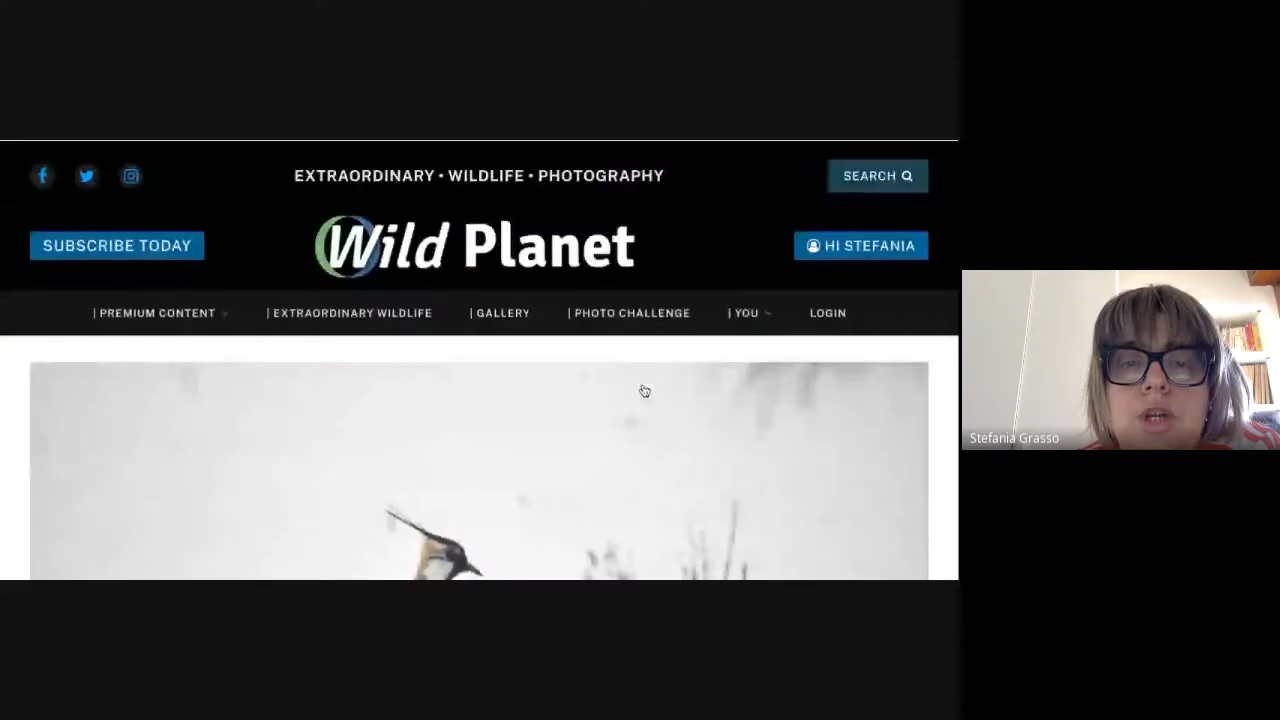 EXTRAORDINARY • WILDLIFE • PHOTOGRAPHY
SEARCH
SUBSCRIBE TODAY
Wild Planet
HI STEFANIA
| PREMIUM CONTENT
| EXTRAORDINARY WILDLIFE
| GALLERY
| PHOTO CHALLENGE
| YOU
LOGIN
Stefania Grasso